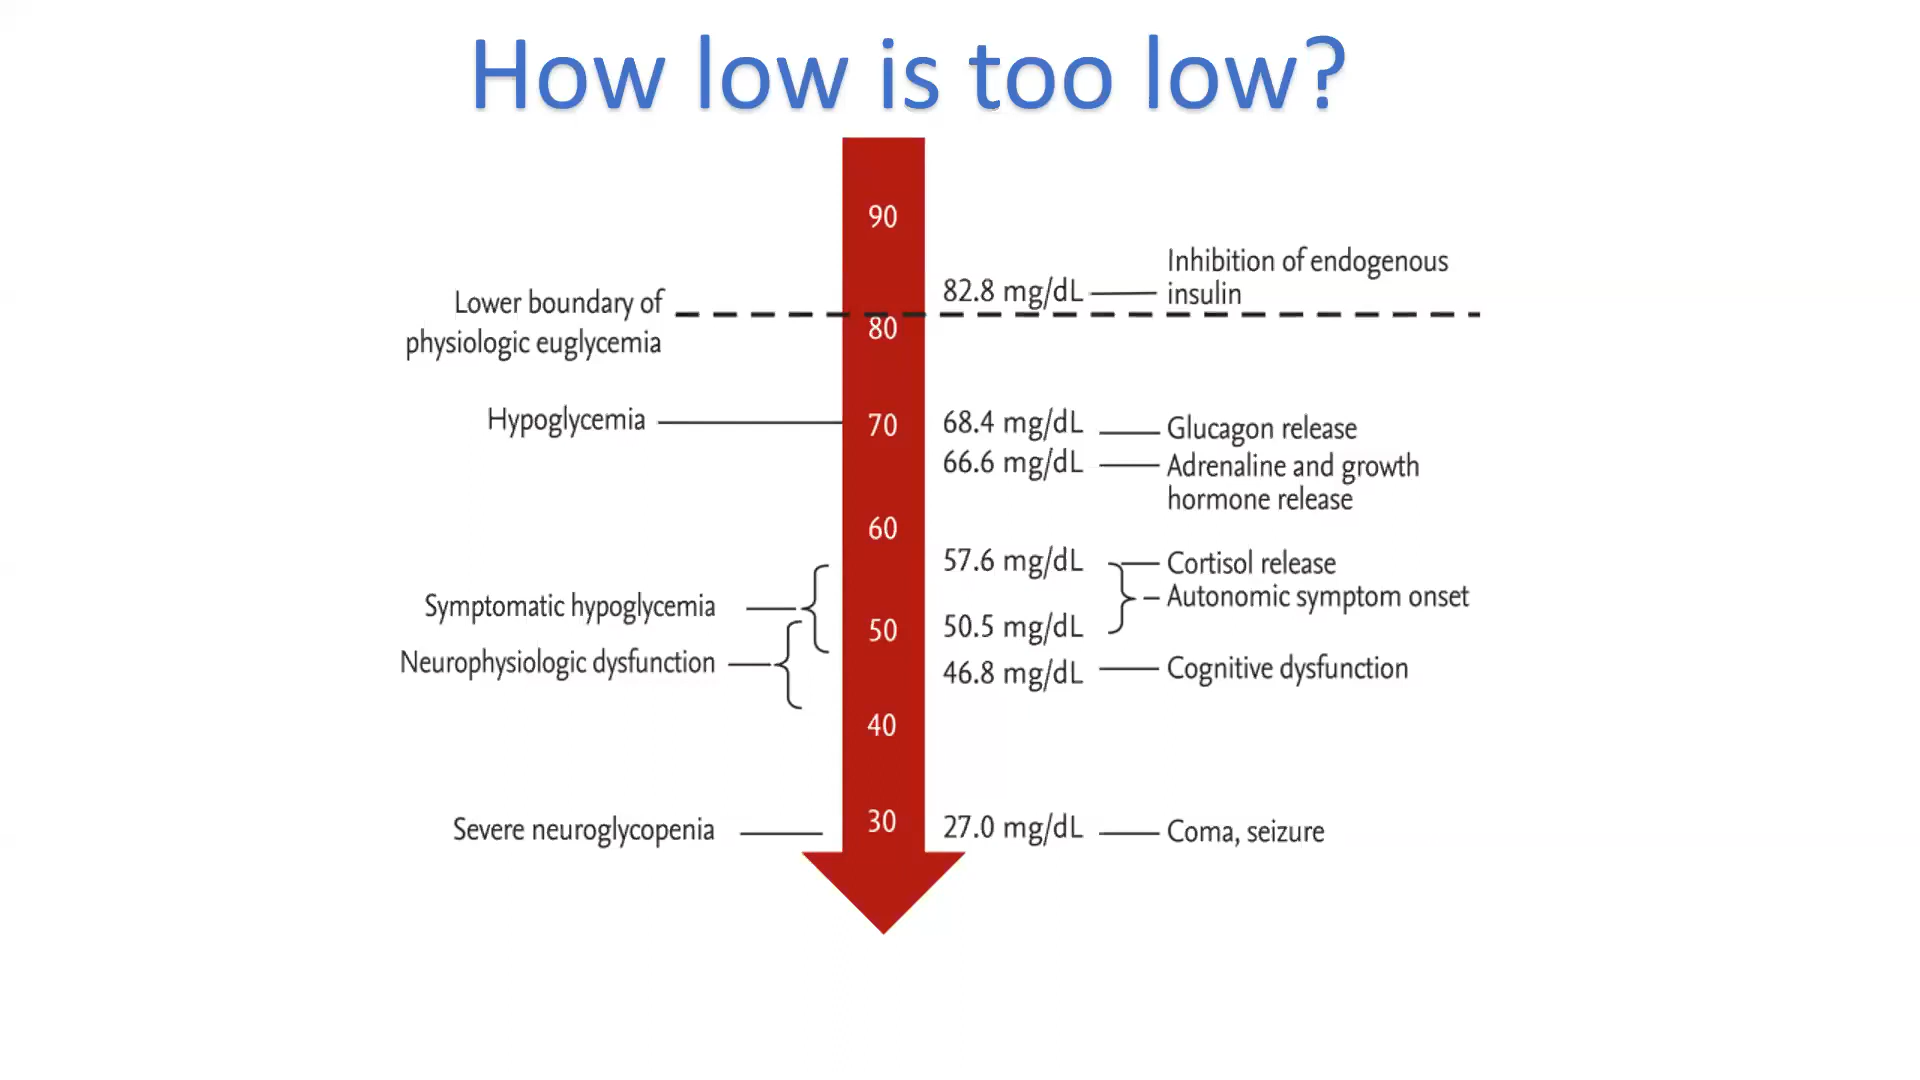 How low is too low?
90
Inhibition of endogenous
82.8 mg/dL
insulin
Lower boundary of
80
physiologic euglycemia
Hypoglycemia
70
68.4 mg/dL
Glucagon release
66.6 mg/dL
Adrenaline and growth
hormone release
60
57.6 mg/dL
Cortisol release
Autonomic symptom onset
Symptomatic hypoglycemia
50
50.5 mg/dL
Neurophysiologic dysfunction
46.8 mg/dL
Cognitive dysfunction
40
Severe neuroglycopenia
30
27.0 mg/dL
Coma, seizure